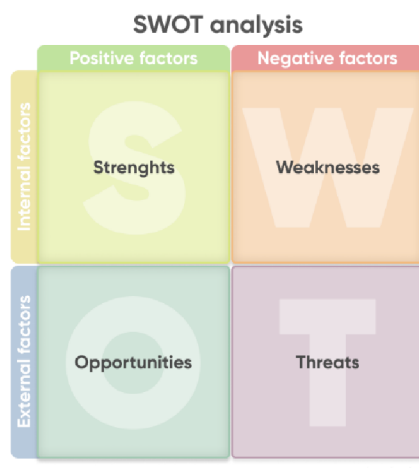 SWOT analysis
Positive factors
Negative factors
Internal factors
S
Strenghts
W
Weaknesses
External factors
O
Opportunities
T
Threats